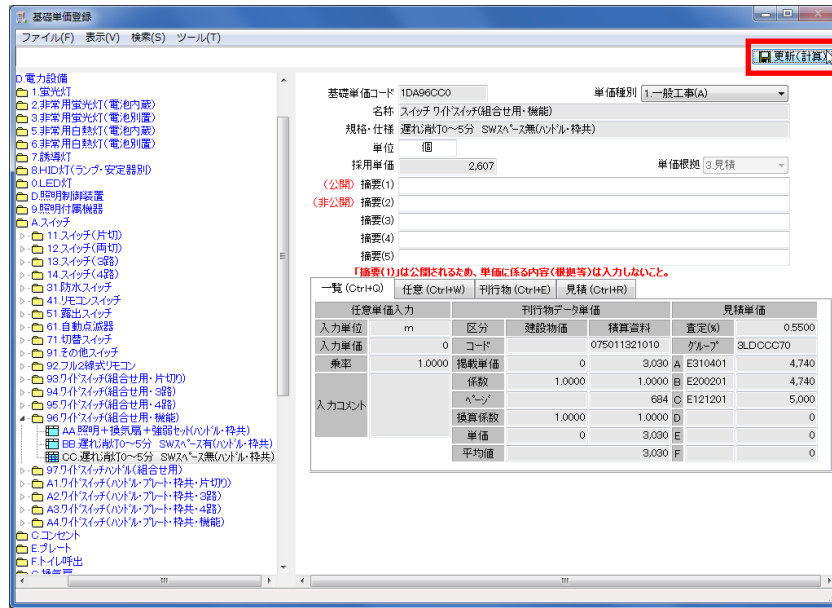 基礎単価登録
ファイル(F) 表示(V) 検索(S) ツール(T)
更新(計算)
D.電力設備
1.蛍光灯
2.非常用蛍光灯(電池内蔵)
3.非常用蛍光灯(電池別置)
5.非常用白熱灯(電池内蔵)
6.非常用白熱灯(電池別置)
7.誘導灯
8.HID灯(ランプ・安定器別)
0.LED灯
D.照明制御装置
9.照明付属機器
A.スイッチ
11.スイッチ(片切)
12.スイッチ(両切)
13.スイッチ(3路)
14.スイッチ(4路)
31.防水スイッチ
41.リモコンスイッチ
51.露出スイッチ
61.自動点滅器
71.切替スイッチ
91.その他スイッチ
92.フル2線式リモコン
93.ワイドスイッチ(組合せ用・片切り)
94.ワイドスイッチ(組合せ用・3路)
95.ワイドスイッチ(組合せ用・4路)
96.ワイドスイッチ(組合せ用・機能)
AA.照明+換気扇+強弱セット(ハンドル・枠共)
BB.遅れ消灯0~5分 SWスペース有(ハンドル・枠共)
CC.遅れ消灯0~5分 SWスペース無(ハンドル・枠共)
97.ワイドスイッチハンドル(組合せ用)
A1.ワイドスイッチ(ハンドル・プレート・枠共・片切り)
A2.ワイドスイッチ(ハンドル・プレート・枠共・3路)
A3.ワイドスイッチ(ハンドル・プレート・枠共・4路)
A4.ワイドスイッチ(ハンドル・プレート・枠共・機能)
C.コンセント
E.プレート
F.トイレ呼出
G.換気扇
基礎単価コード 1DA96CC0 単価種別 1.一般工事(A)
名称 スイッチ ワイドスイッチ(組合せ用・機能)
規格・仕様 遅れ消灯0~5分 SWスペース無(ハンドル・枠共)
単位 個
採用単価 2,607 単価根拠 3.見積
(公開) 摘要(1)
(非公開) 摘要(2)
摘要(3)
摘要(4)
摘要(5)
「摘要(1)」は公開されるため、単価に係る内容(根拠等)は入力しないこと。
一覧 (Ctrl+Q) 任意 (Ctrl+W) 刊行物 (Ctrl+E) 見積 (Ctrl+R)
任意単価入力 刊行物データ単価 見積単価
入力単位 m 区分 建設物価 積算資料 査定(%) 0.5500
入力単価 0 コード 075011321010 グループ 3LDCCC70
乗率 1.0000 掲載単価 0 3,030 A E310401 4,740
係数 1.0000 1.0000 B E200201 4,740
入力コメント ページ 684 C E121201 5,000
換算係数 1.0000 1.0000 D 0
単価 0 3,030 E 0
平均値 3,030 F 0